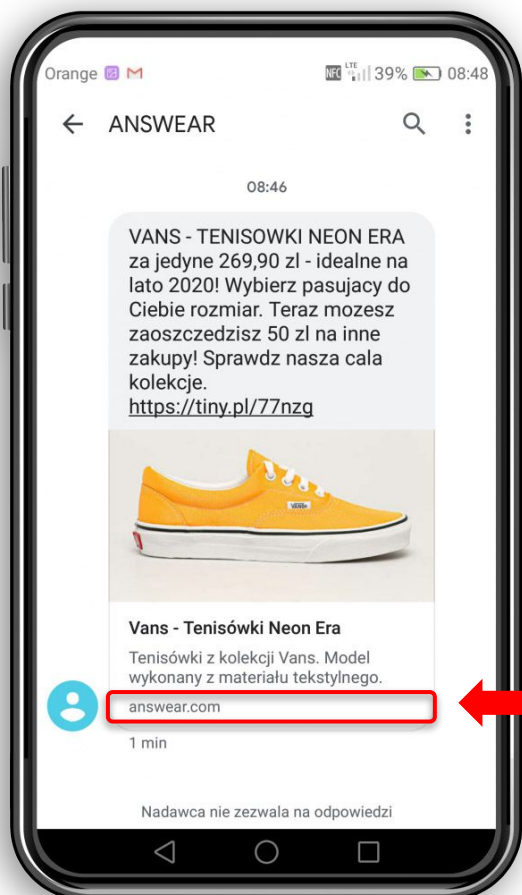 Orange NFC LTE 39% 08:48
ANSWEAR
08:46
VANS - TENISOWKI NEON ERA
za jedyne 269,90 zl - idealne na
lato 2020! Wybierz pasujacy do
Ciebie rozmiar. Teraz mozesz
zaoszczedzisz 50 zl na inne
zakupy! Sprawdz nasza cala
kolekcje.
https://tiny.pl/77nzg
VANS
Vans - Tenisówki Neon Era
Tenisówki z kolekcji Vans. Model
wykonany z materiału tekstylnego.
answear.com
1 min
Nadawca nie zezwala na odpowiedzi